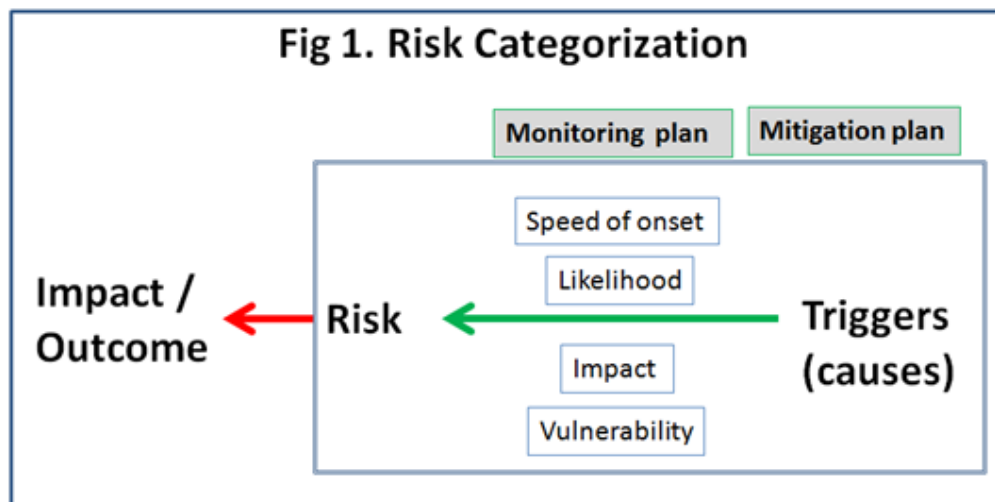 Fig 1. Risk Categorization
Monitoring plan
Mitigation plan
Speed of onset
Likelihood
Impact /
Outcome
Risk
Triggers
(causes)
Impact
Vulnerability